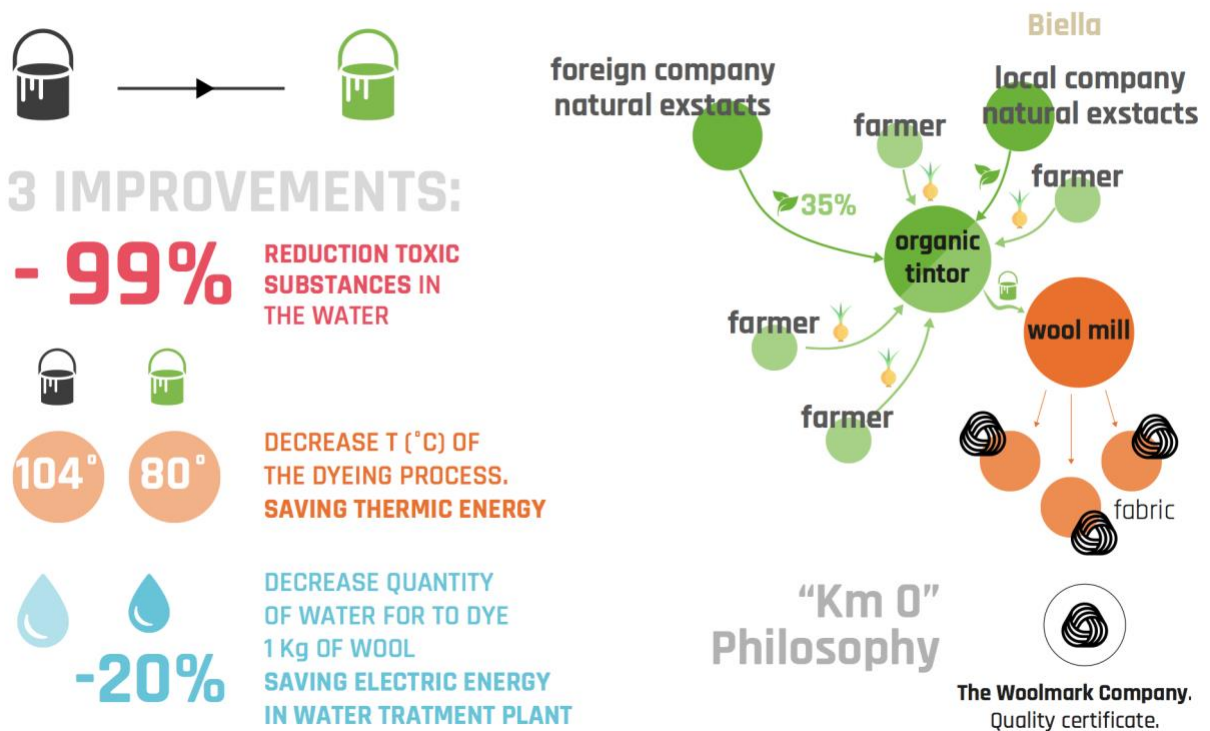 3 IMPROVEMENTS:
- 99%
REDUCTION TOXIC
SUBSTANCES IN
THE WATER
104°
80°
DECREASE T (°C) OF
THE DYEING PROCESS.
SAVING THERMIC ENERGY
-20%
DECREASE QUANTITY
OF WATER FOR TO DYE
1 Kg OF WOOL
SAVING ELECTRIC ENERGY
IN WATER TRATMENT PLANT
Biella
foreign company
natural exstacts
local company
natural exstacts
farmer
farmer
35%
organic
tintor
farmer
wool mill
farmer
fabric
“Km 0”
Philosophy
The Woolmark Company.
Quality certificate.